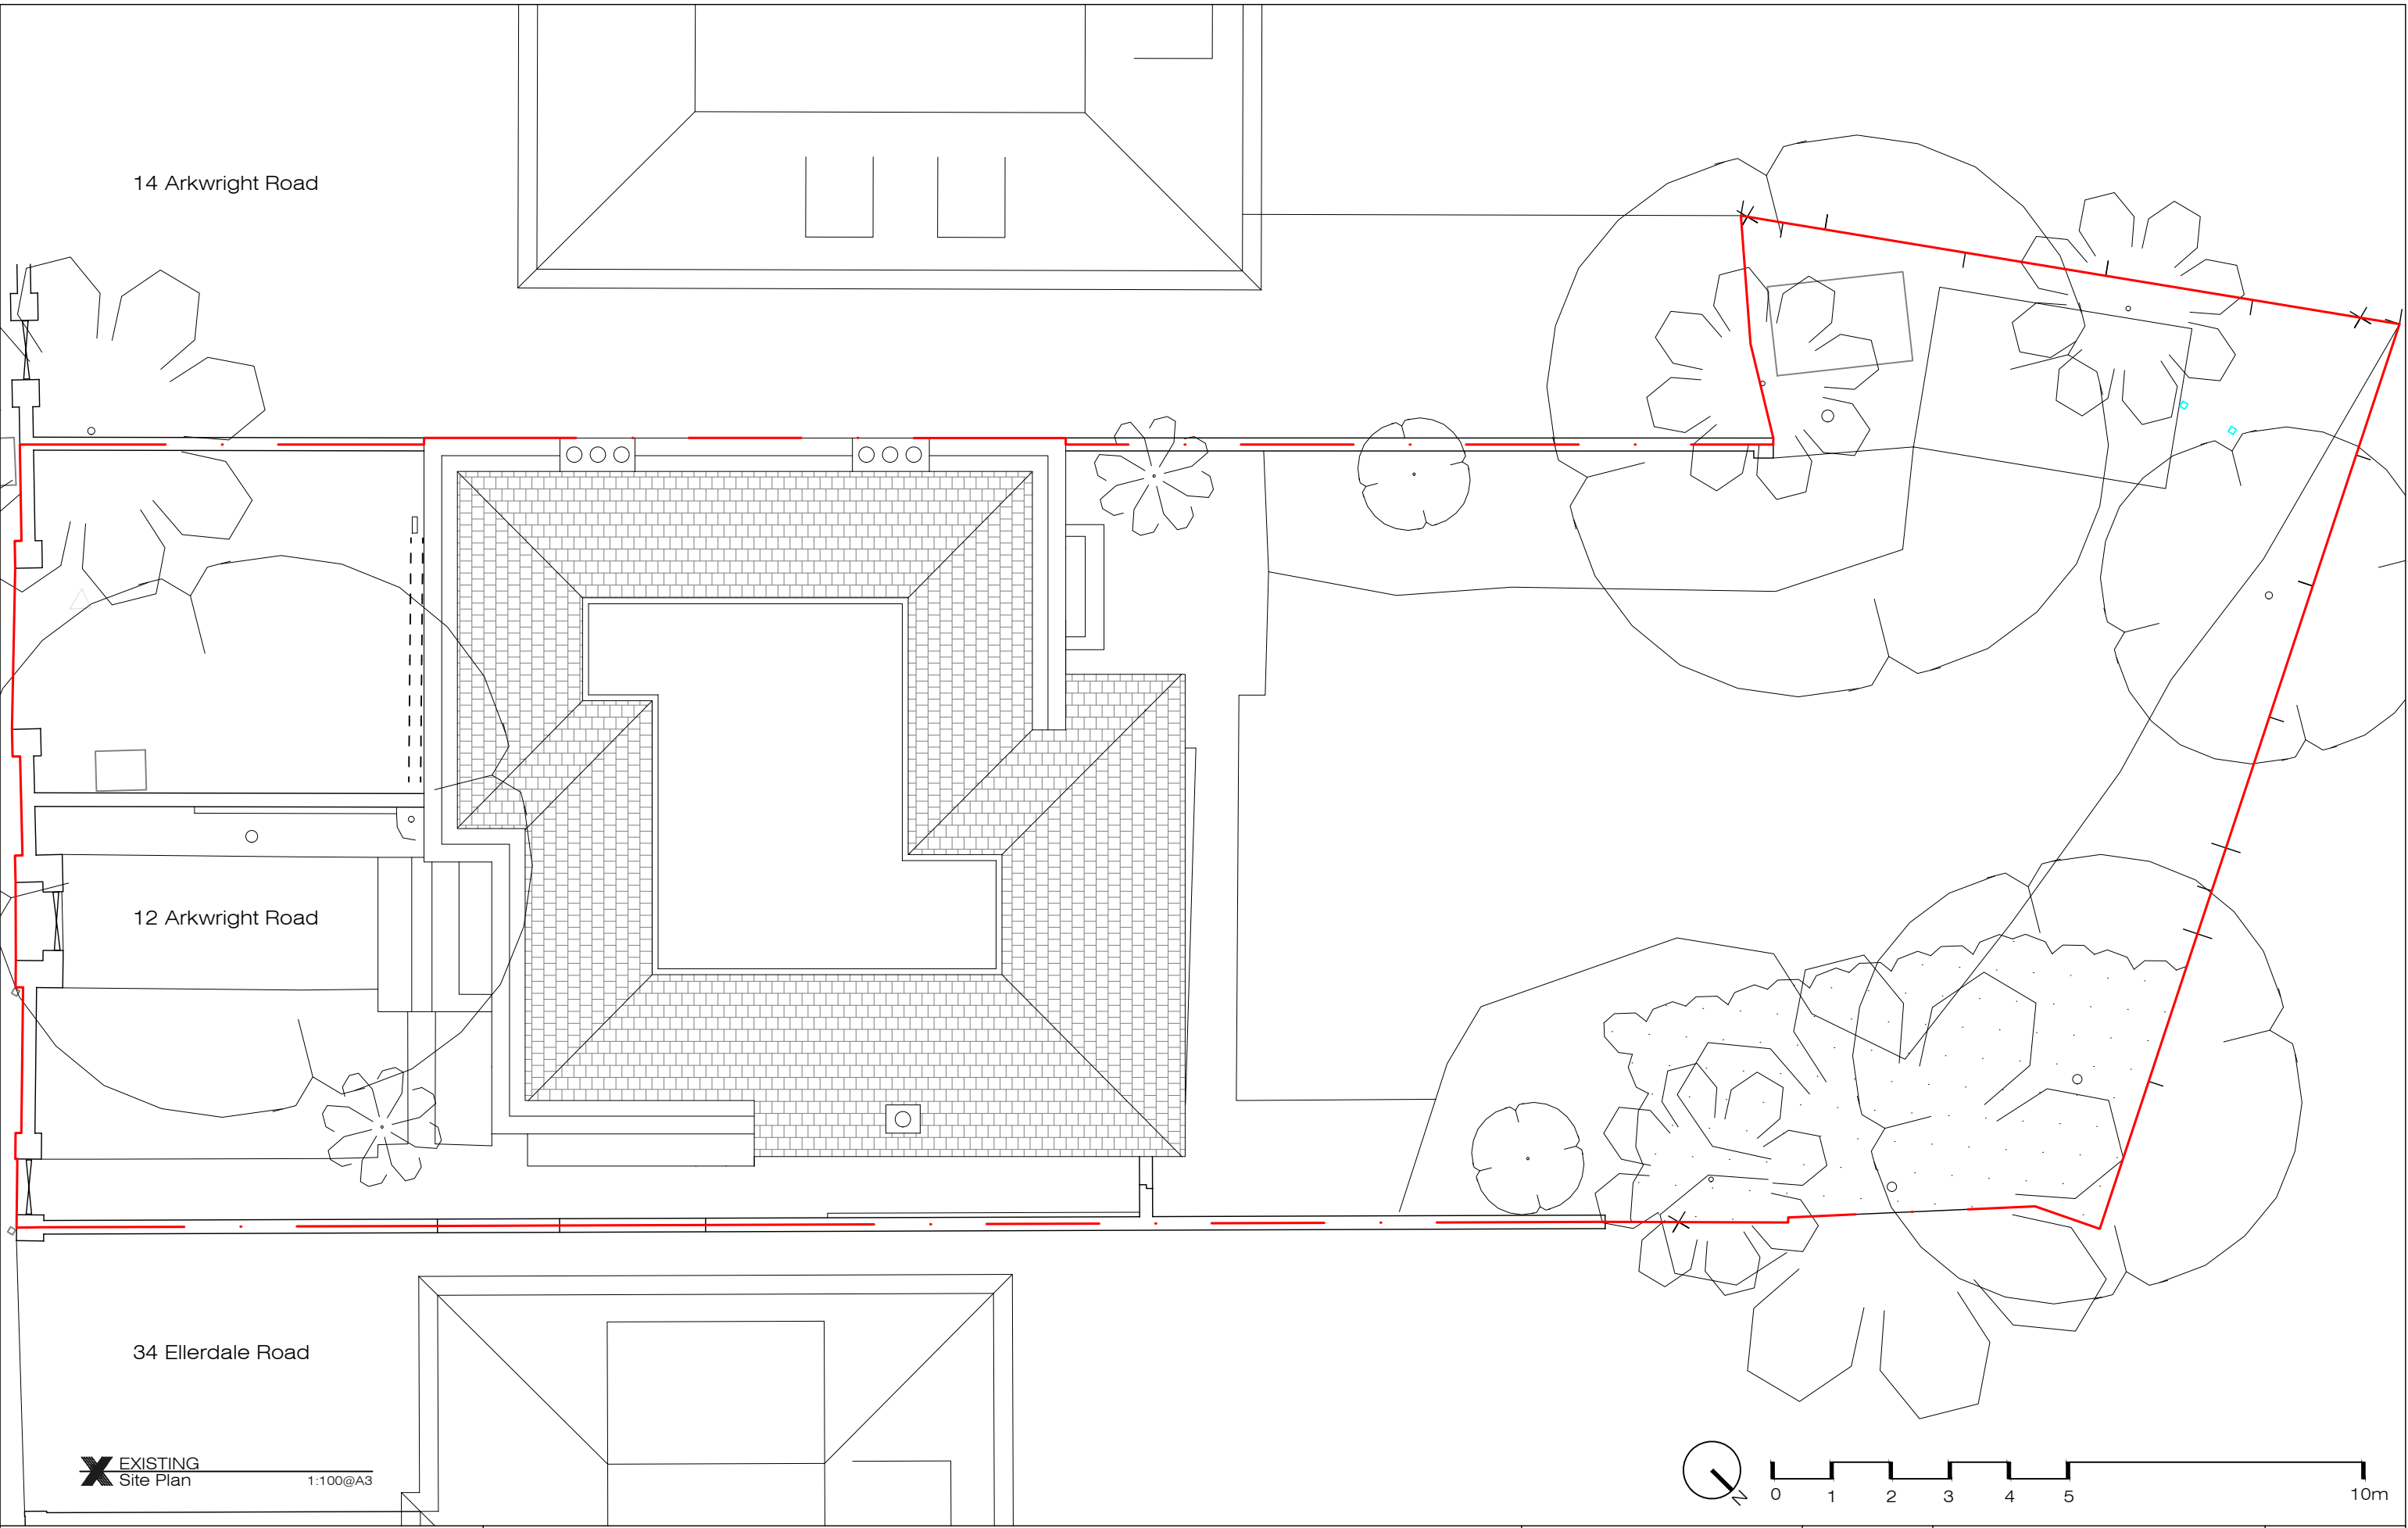 14 Arkwright Road
12 Arkwright Road
34 Ellerdale Road
EXISTING
Site Plan 1:100@A3
N
0 1 2 3 4 5 10m